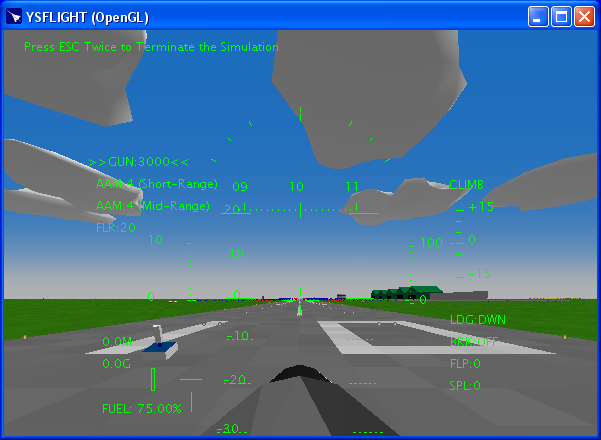 YSFLIGHT (OpenGL)
Press ESC Twice to Terminate the Simulation
>>GUN:3000<<
AAM:4 (Short-Range)
AAM:4 (Mid-Range)
FLR:20
09 10 11
CLIMB
20
+15
10
100
0
10
-15
0
0
0
LDG:DWN
-10
0.0M
BRK:OFF
0.0G
FLP:0
-20
SPL:0
FUEL: 75.00%
-30